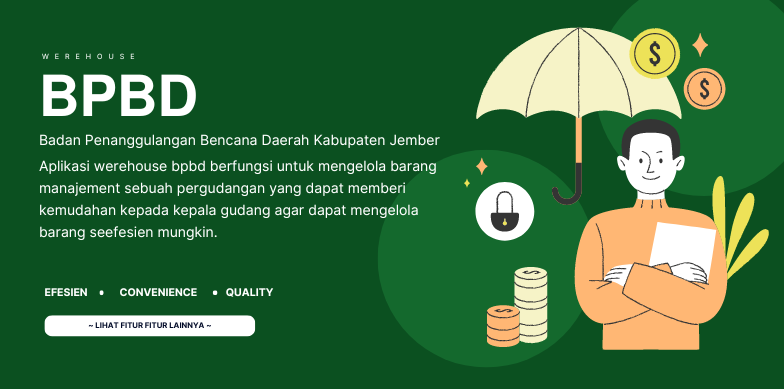 WEREHOUSE
BPBD
Badan Penanggulangan Bencana Daerah Kabupaten Jember
Aplikasi werehouse bpbd berfungsi untuk mengelola barang
manajement sebuah pergudangan yang dapat memberi
kemudahan kepada kepala gudang agar dapat mengelola
barang seefesien mungkin.
EFESIEN • CONVENIENCE • QUALITY
~ LIHAT FITUR FITUR LAINNYA ~
$
$
$
$